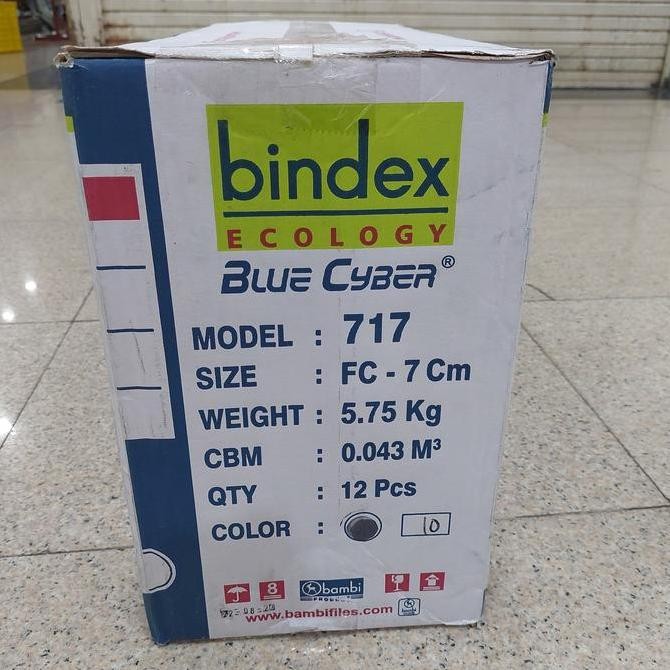 bindex
ECOLOGY
BLUE CYBER®
MODEL : 717
SIZE : FC - 7 Cm
WEIGHT : 5.75 Kg
CBM : 0.043 M³
QTY : 12 Pcs
COLOR : 10
8
bambi
PRODUCT
www.bambifiles.com